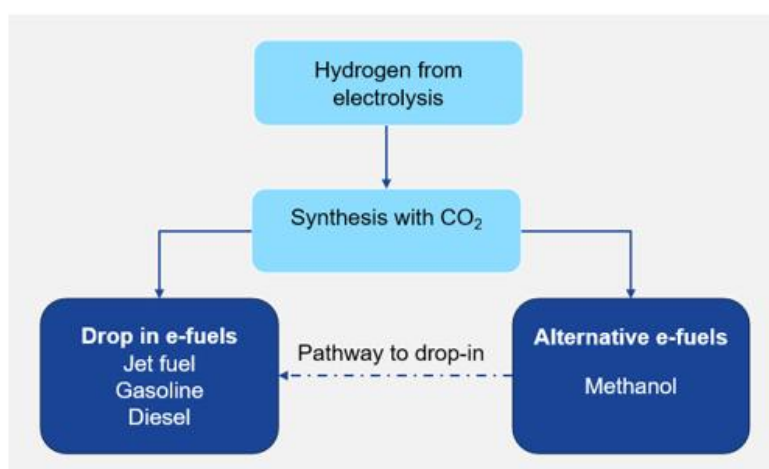 Hydrogen from
electrolysis
Synthesis with CO₂
Drop in e-fuels
Jet fuel
Gasoline
Diesel
Pathway to drop-in
Alternative e-fuels
Methanol